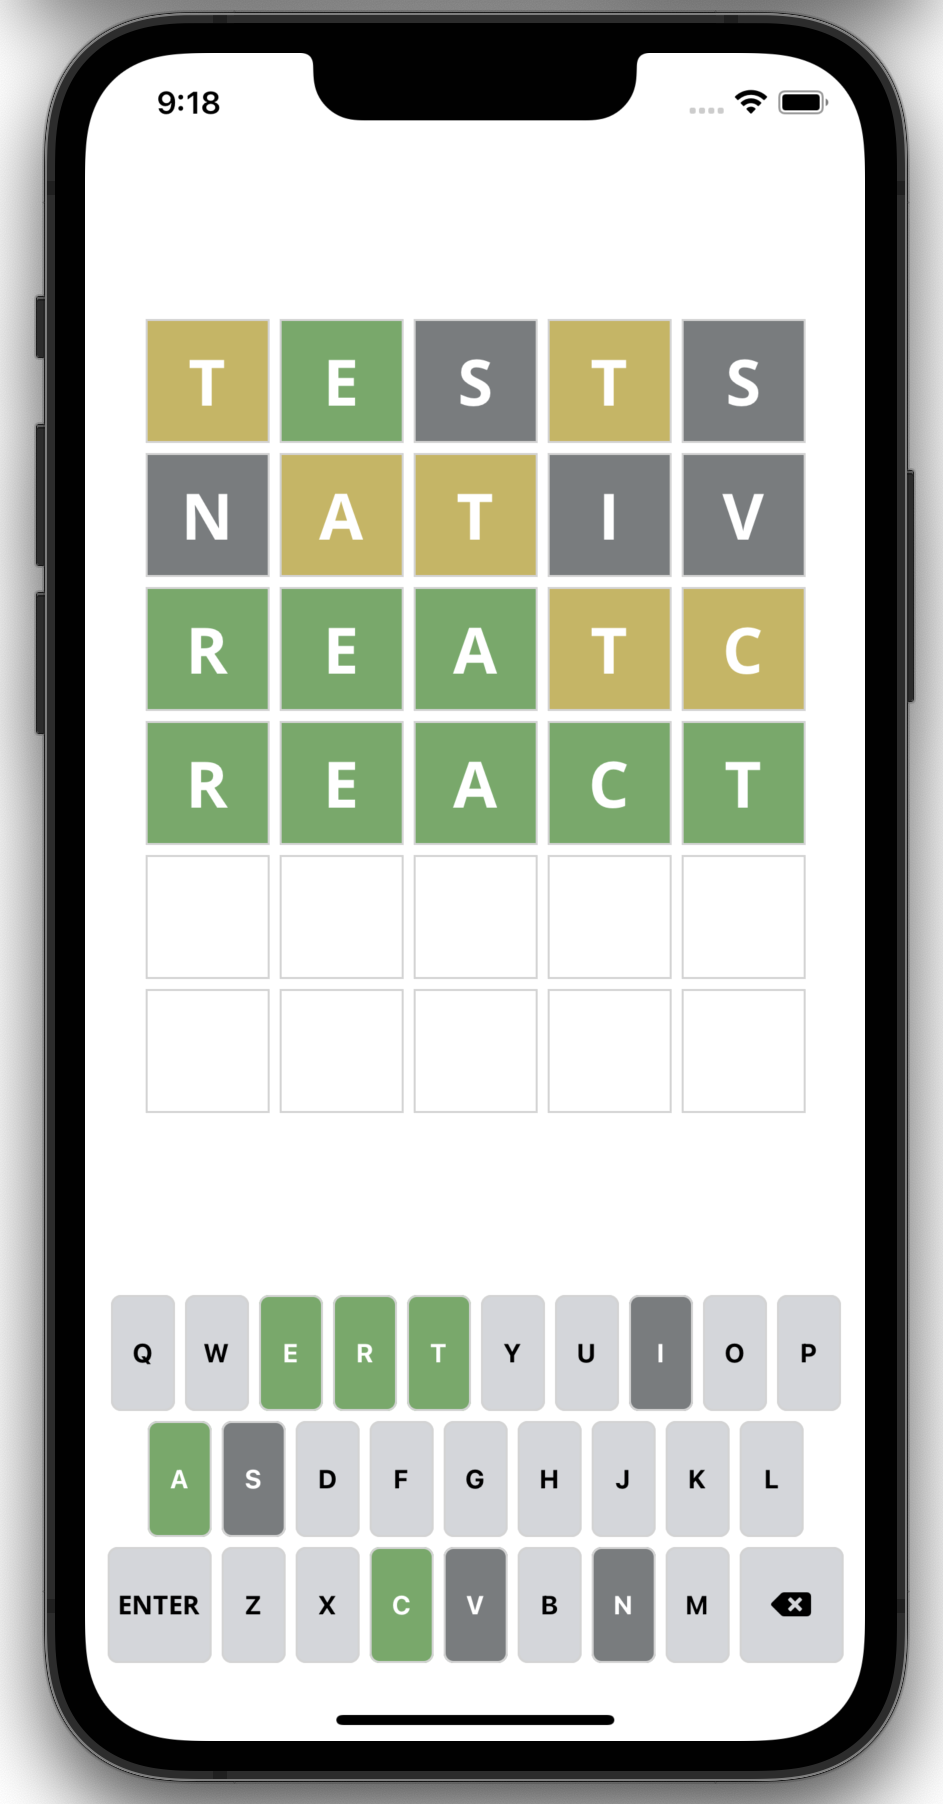 9:18
T E S T S
N A T I V
R E A T C
R E A C T
Q W E R T Y U I O P
A S D F G H J K L
ENTER Z X C V B N M